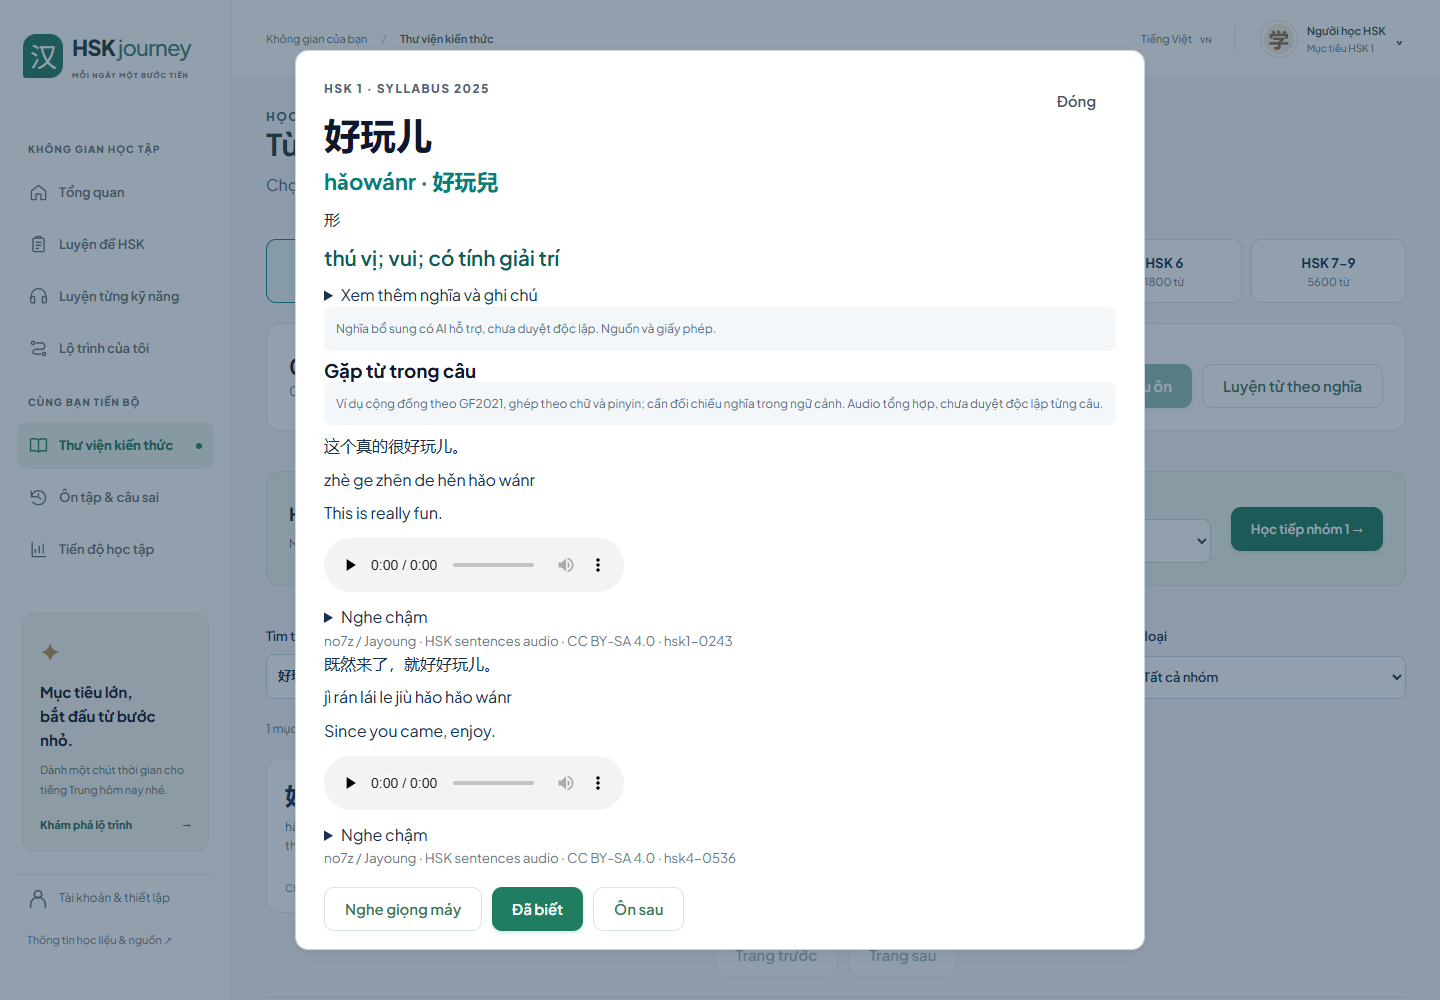 汉 HSKjourney
MỖI NGÀY MỘT BƯỚC TIẾN
KHÔNG GIAN HỌC TẬP
Tổng quan
Luyện đề HSK
Luyện từng kỹ năng
Lộ trình của tôi
CÙNG BẠN TIẾN BỘ
Thư viện kiến thức
Ôn tập & câu sai
Tiến độ học tập
Mục tiêu lớn,
bắt đầu từ bước
nhỏ.
Dành một chút thời gian cho
tiếng Trung hôm nay nhé.
Khám phá lộ trình →
Tài khoản & thiết lập
Thông tin học liệu & nguồn ↗
Không gian của bạn / Thư viện kiến thức
Tiếng Việt VN
学
Người học HSK
Mục tiêu HSK 1
HSK 1 · SYLLABUS 2025
Đóng
好玩儿
hǎowánr · 好玩兒
形
thú vị; vui; có tính giải trí
Xem thêm nghĩa và ghi chú
Nghĩa bổ sung có AI hỗ trợ, chưa duyệt độc lập. Nguồn và giấy phép.
Gặp từ trong câu
Ví dụ cộng đồng theo GF2021, ghép theo chữ và pinyin; cần đối chiếu nghĩa trong ngữ cảnh. Audio tổng hợp, chưa duyệt độc lập từng câu.
这个真的很好玩儿。
zhè ge zhēn de hěn hǎo wánr
This is really fun.
0:00 / 0:00
Nghe chậm
no7z / Jayoung · HSK sentences audio · CC BY-SA 4.0 · hsk1-0243
既然来了，就好好玩儿。
jì rán lái le jiù hǎo hǎo wánr
Since you came, enjoy.
0:00 / 0:00
Nghe chậm
no7z / Jayoung · HSK sentences audio · CC BY-SA 4.0 · hsk4-0536
Nghe giọng máy
Đã biết
Ôn sau
HSK 6
1800 từ
HSK 7-9
5600 từ
Luyện từ theo nghĩa
Học tiếp nhóm 1 →
Tất cả nhóm
1 mục
Trang trước
Trang sau